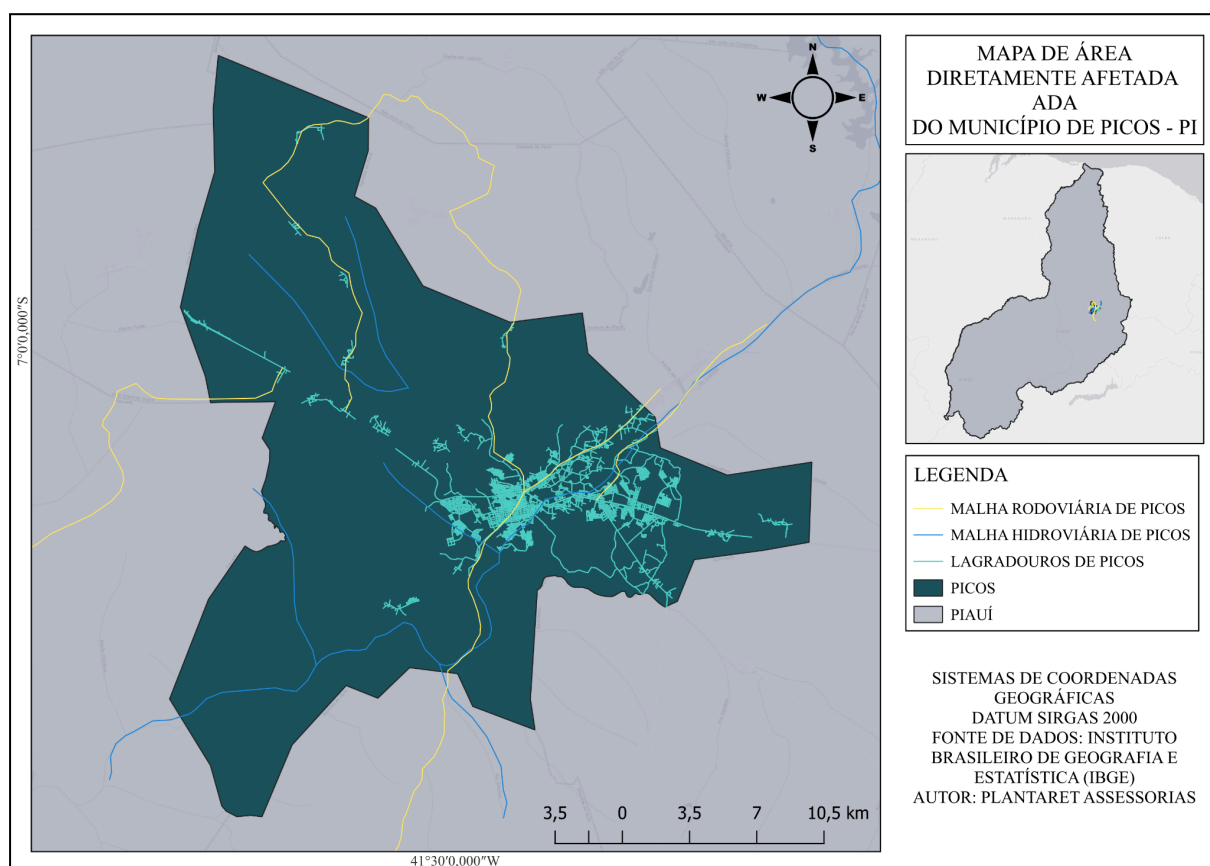 MAPA DE ÁREA
DIRETAMENTE AFETADA
ADA
DO MUNICÍPIO DE PICOS - PI
N
W
E
S
7°0'0,000"S
41°30'0,000"W
3,5 0 3,5 7 10,5 km
LEGENDA
MALHA RODOVIÁRIA DE PICOS
MALHA HIDROVIÁRIA DE PICOS
LAGRADOUROS DE PICOS
PICOS
PIAUÍ
SISTEMAS DE COORDENADAS
GEOGRÁFICAS
DATUM SIRGAS 2000
FONTE DE DADOS: INSTITUTO
BRASILEIRO DE GEOGRAFIA E
ESTATÍSTICA (IBGE)
AUTOR: PLANTARET ASSESSORIAS